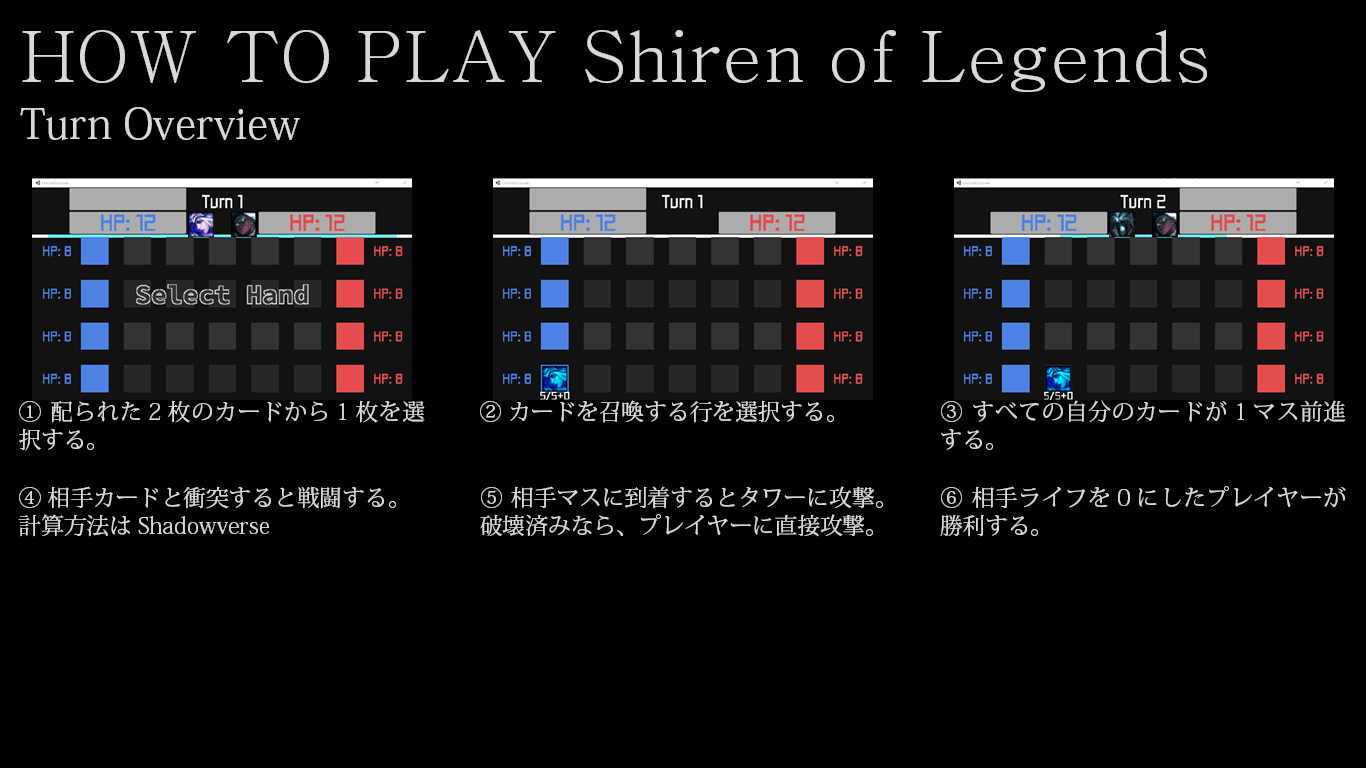 HOW TO PLAY Shiren of Legends
Turn Overview
Turn 1
HP: 12
HP: 12
HP: 8
HP: 8
HP: 8
Select Hand
HP: 8
HP: 8
HP: 8
HP: 8
HP: 8
① 配られた 2 枚のカードから 1 枚を選
択する。
Turn 1
HP: 12
HP: 12
HP: 8
HP: 8
HP: 8
HP: 8
HP: 8
HP: 8
HP: 8
HP: 8
5/5+0
② カードを召喚する行を選択する。
Turn 2
HP: 12
HP: 12
HP: 8
HP: 8
HP: 8
HP: 8
HP: 8
HP: 8
HP: 8
HP: 8
5/5+0
③ すべての自分のカードが 1 マス前進
する。
④ 相手カードと衝突すると戦闘する。
計算方法は Shadowverse
⑤ 相手マスに到着するとタワーに攻撃。
破壊済みなら、プレイヤーに直接攻撃。
⑥ 相手ライフを 0 にしたプレイヤーが
勝利する。